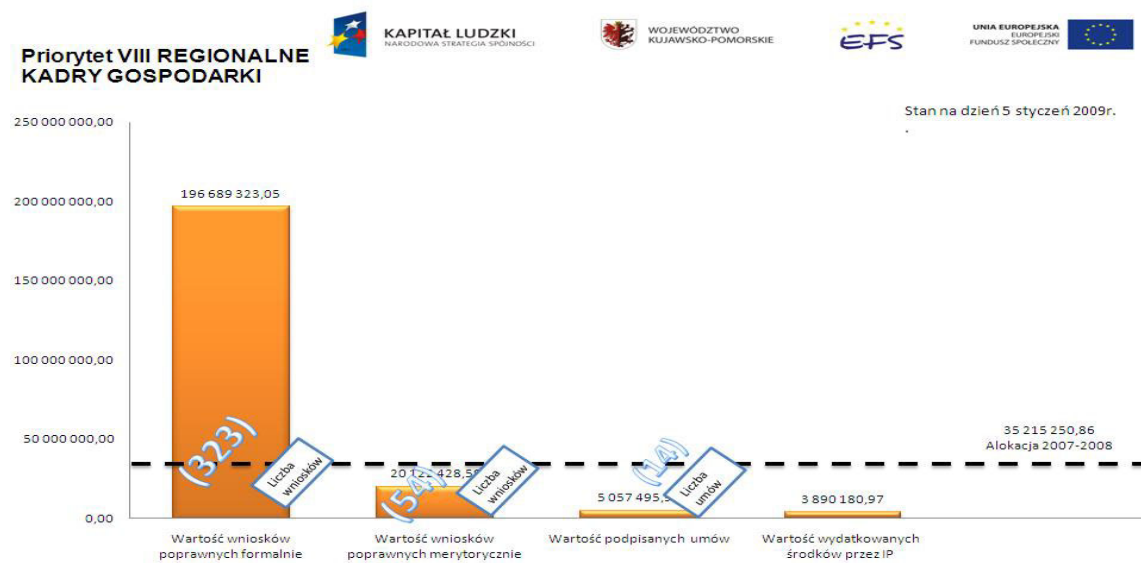 Priorytet VIII REGIONALNE
KADRY GOSPODARKI
KAPITAŁ LUDZKI
NARODOWA STRATEGIA SPÓJNOŚCI
WOJEWÓDZTWO
KUJAWSKO-POMORSKIE
EFS
UNIA EUROPEJSKA
EUROPEJSKI
FUNDUSZ SPOŁECZNY
Stan na dzień 5 styczeń 2009r.
.
250 000 000,00
200 000 000,00
150 000 000,00
100 000 000,00
50 000 000,00
0,00
196 689 323,05
(323)
Liczba
wniosków
(54)
Liczba
wniosków
5 057 495,
(14)
Liczba
umów
3 890 180,97
35 215 250,86
Alokacja 2007-2008
Wartość wniosków
poprawnych formalnie
Wartość wniosków
poprawnych merytorycznie
Wartość podpisanych umów
Wartość wydatkowanych
środków przez IP